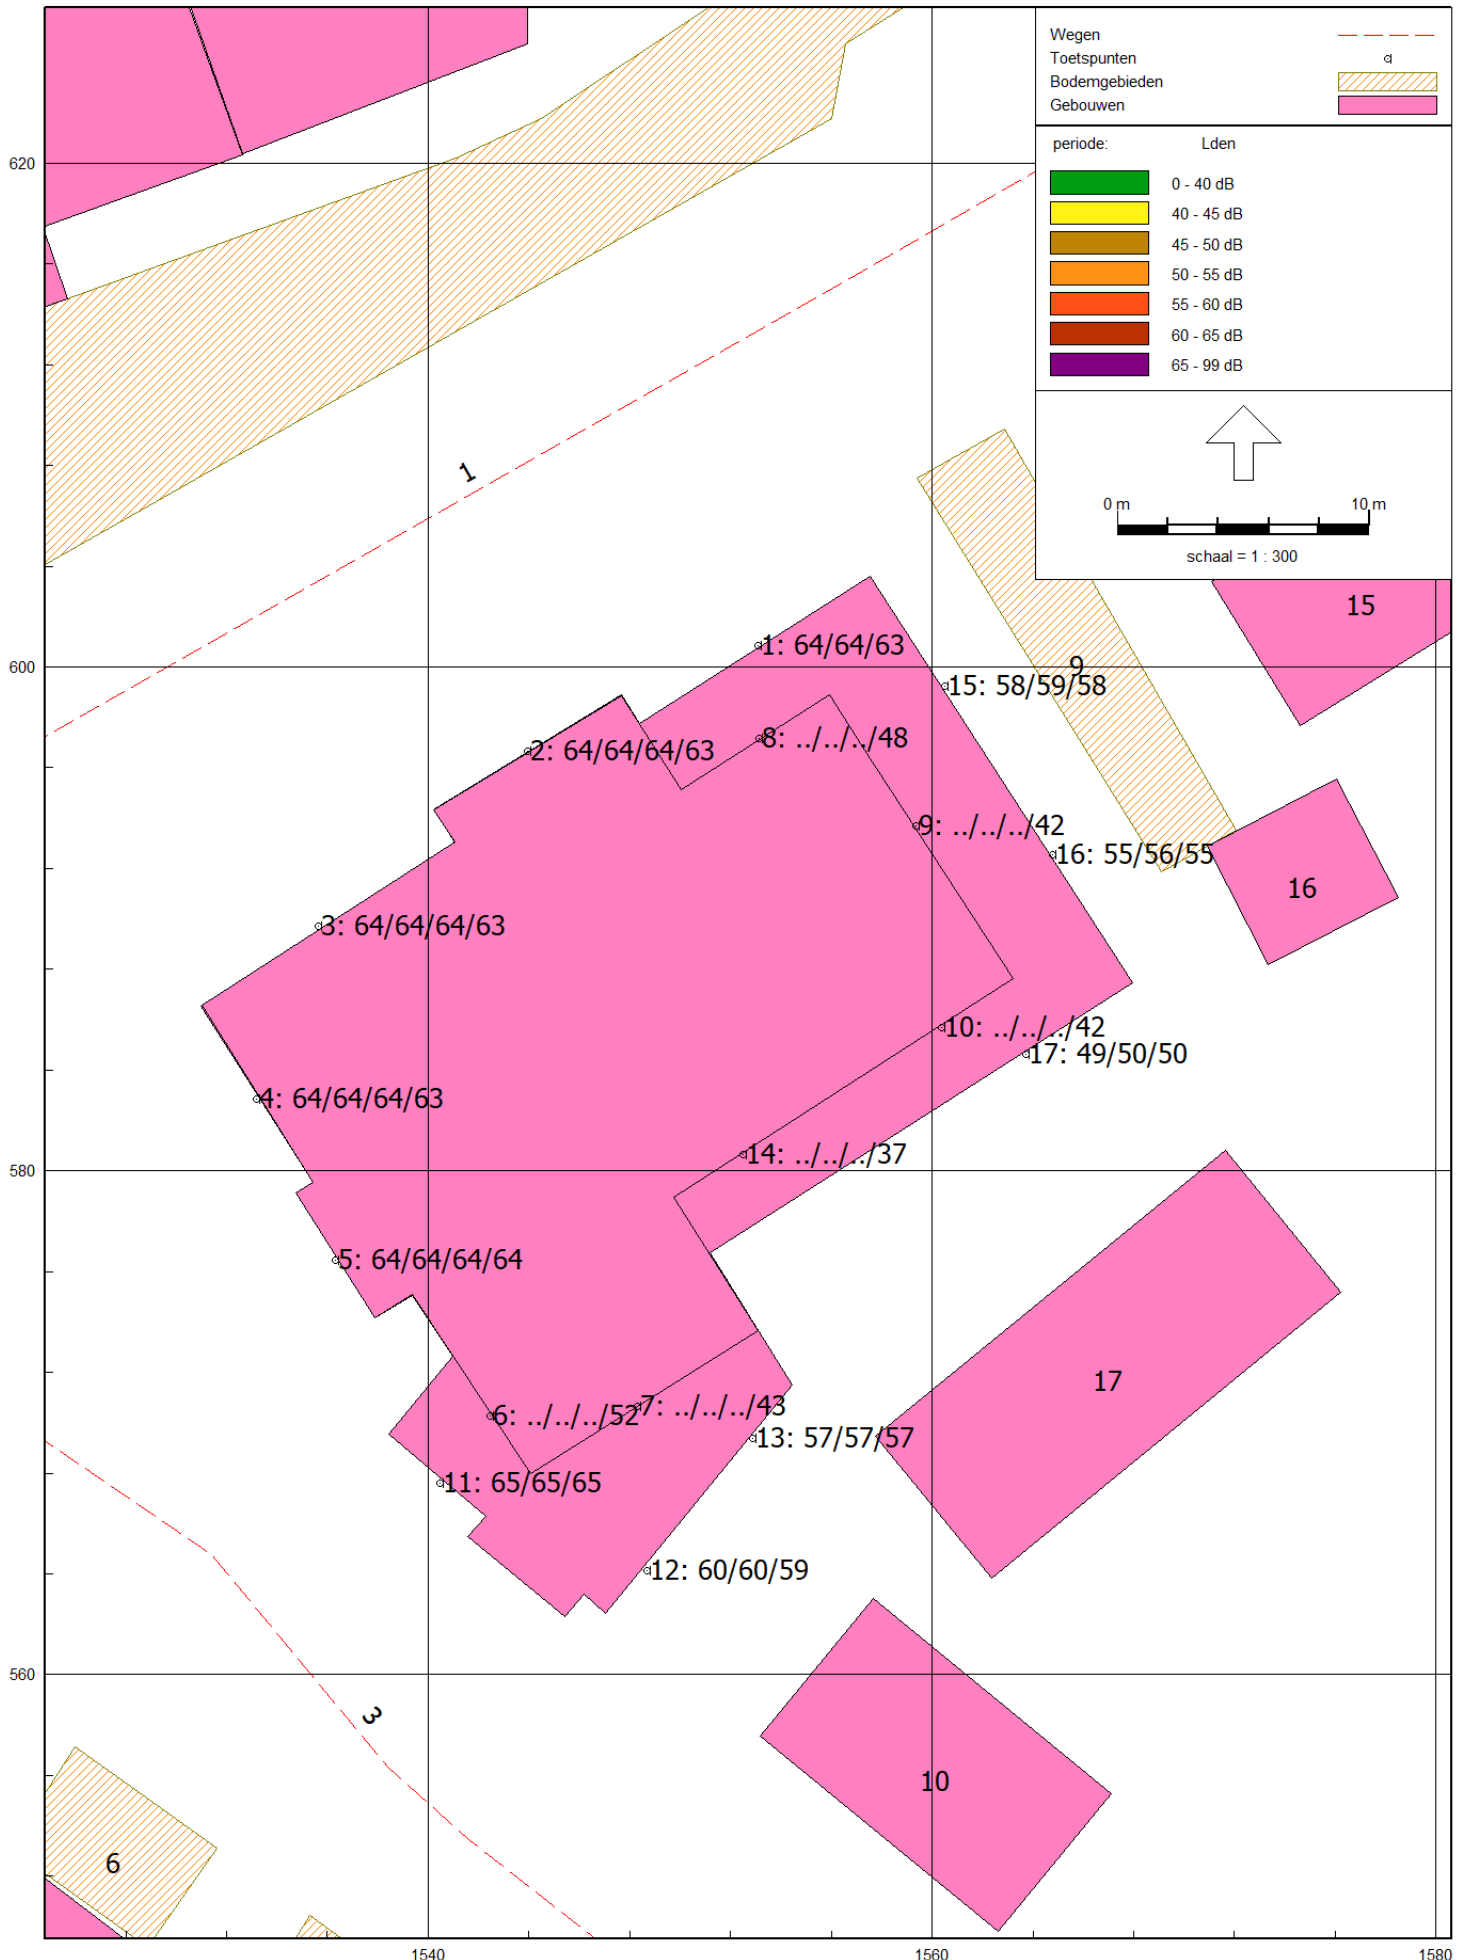 Wegen
Toetspunten
Bodemgebieden
Gebouwen
periode: Lden
0 - 40 dB
40 - 45 dB
45 - 50 dB
50 - 55 dB
55 - 60 dB
60 - 65 dB
65 - 99 dB
0 m 10 m
schaal = 1 : 300
620
1
15
1: 64/64/63
600
9
15: 58/59/58
2: 64/64/64/63
8: ../../../48
9: ../../../42
16: 55/56/55
16
3: 64/64/64/63
10: ../../../42
17: 49/50/50
4: 64/64/64/63
14: ../../../37
580
5: 64/64/64/64
17
6: ../../../52
7: ../../../43
13: 57/57/57
11: 65/65/65
12: 60/60/59
560
3
10
6
1540 1560 1580